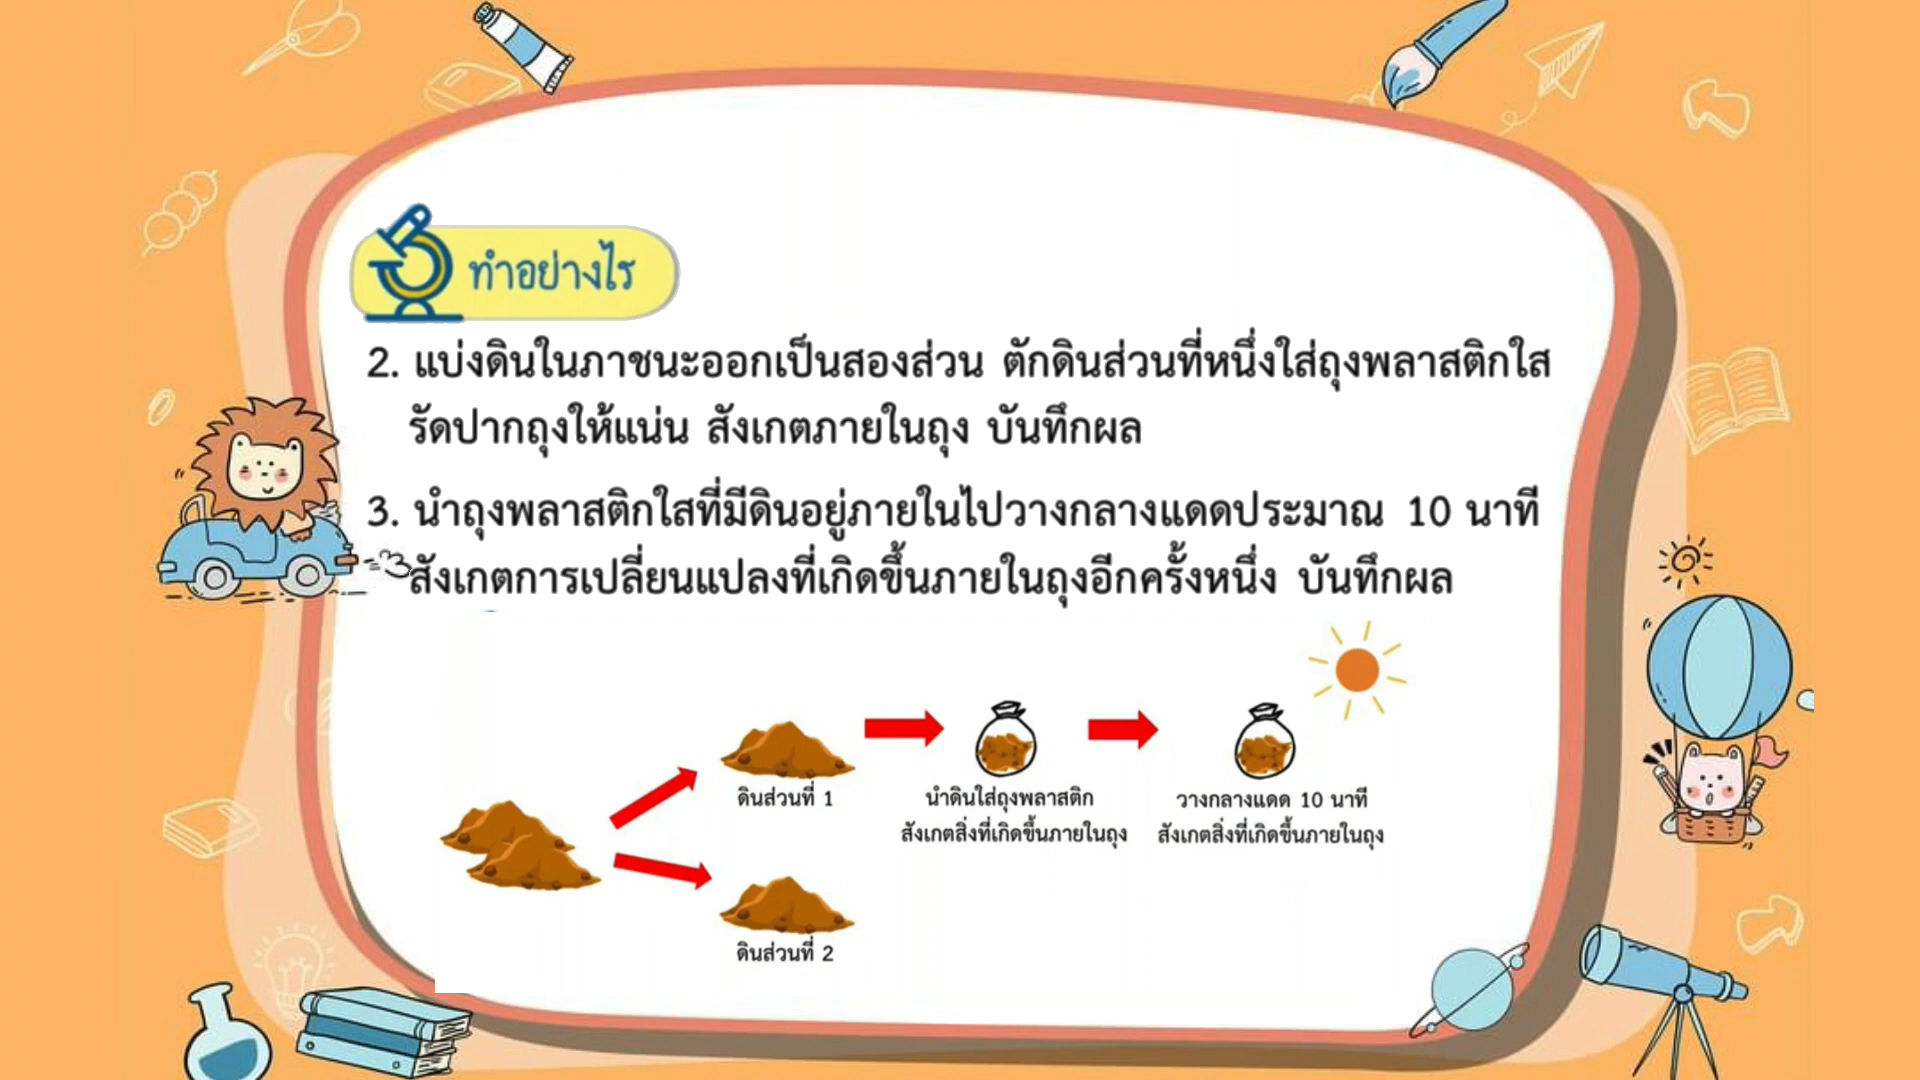 ทำอย่างไร
2. แบ่งดินในภาชนะออกเป็นสองส่วน ตักดินส่วนที่หนึ่งใส่ถุงพลาสติกใส
รัดปากถุงให้แน่น สังเกตภายในถุง บันทึกผล
3. นำถุงพลาสติกใสที่มีดินอยู่ภายในไปวางกลางแดดประมาณ 10 นาที
สังเกตการเปลี่ยนแปลงที่เกิดขึ้นภายในถุงอีกครั้งหนึ่ง บันทึกผล
ดินส่วนที่ 1
นำดินใส่ถุงพลาสติก
สังเกตสิ่งที่เกิดขึ้นภายในถุง
วางกลางแดด 10 นาที
สังเกตสิ่งที่เกิดขึ้นภายในถุง
ดินส่วนที่ 2